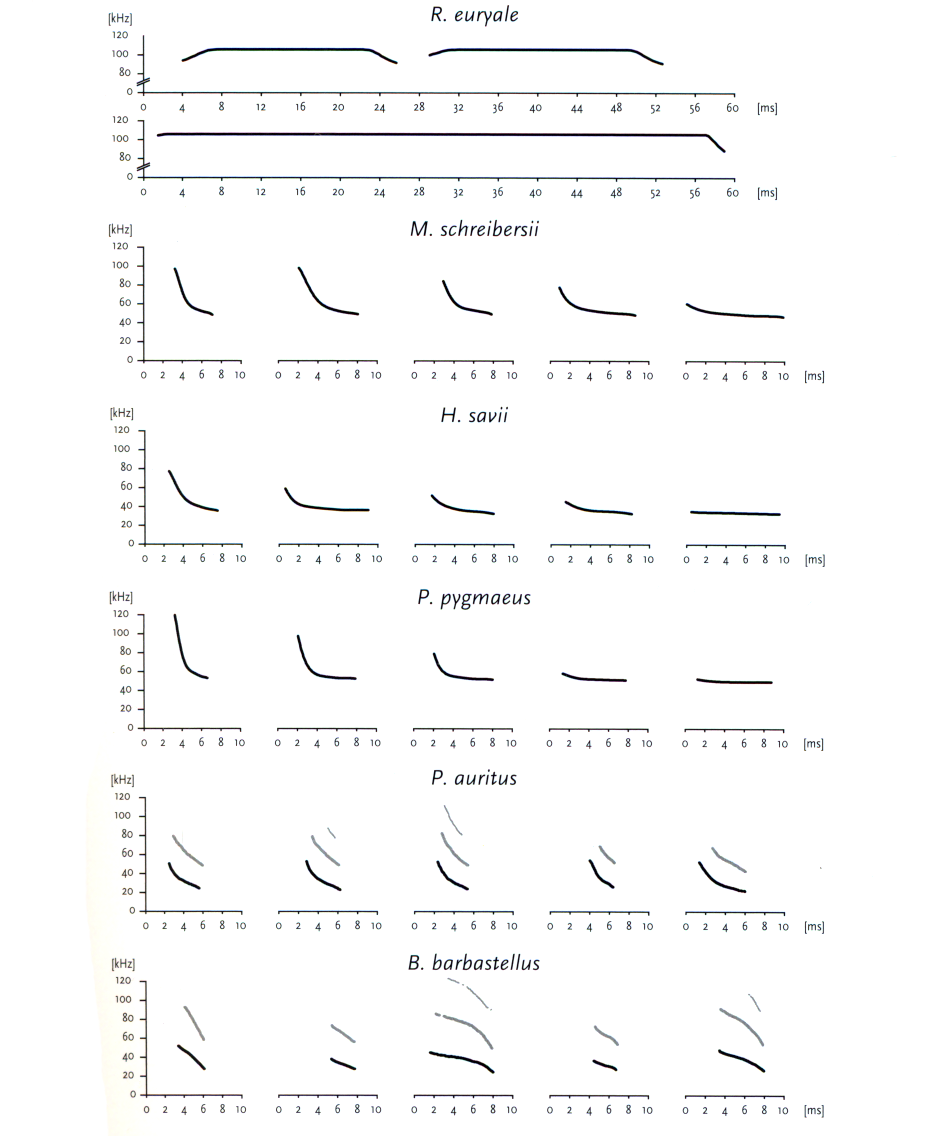 R. euryale
[kHz]
120
100
80
0
0 4 8 12 16 20 24 28 32 36 40 44 48 52 56 60 [ms]
120
100
80
0
0 4 8 12 16 20 24 28 32 36 40 44 48 52 56 60 [ms]
M. schreibersii
[kHz]
120
100
80
60
40
20
0
0 2 4 6 8 10 0 2 4 6 8 10 0 2 4 6 8 10 0 2 4 6 8 10 0 2 4 6 8 10 [ms]
H. savii
[kHz]
120
100
80
60
40
20
0
0 2 4 6 8 10 0 2 4 6 8 10 0 2 4 6 8 10 0 2 4 6 8 10 0 2 4 6 8 10 [ms]
P. pygmaeus
[kHz]
120
100
80
60
40
20
0
0 2 4 6 8 10 0 2 4 6 8 10 0 2 4 6 8 10 0 2 4 6 8 10 0 2 4 6 8 10 [ms]
P. auritus
[kHz]
120
100
80
60
40
20
0
0 2 4 6 8 10 0 2 4 6 8 10 0 2 4 6 8 10 0 2 4 6 8 10 0 2 4 6 8 10 [ms]
B. barbastellus
[kHz]
120
100
80
60
40
20
0
0 2 4 6 8 10 0 2 4 6 8 10 0 2 4 6 8 10 0 2 4 6 8 10 0 2 4 6 8 10 [ms]